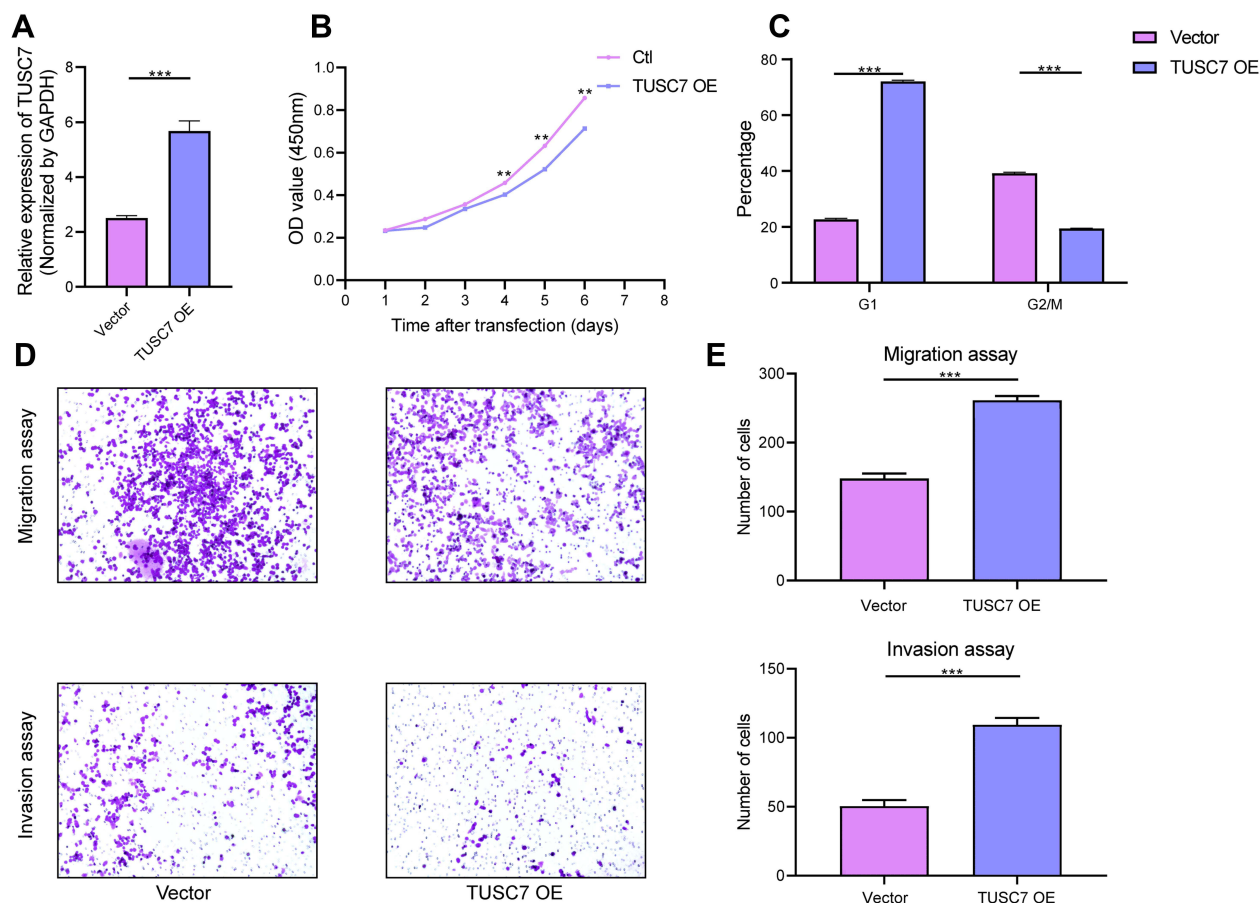 A
Relative expression of TUSC7
(Normalized by GAPDH)
8
6
4
2
0
***
Vector
TUSC7 OE
B
OD value (450nm)
1.0
0.8
0.6
0.4
0.2
0.0
0 1 2 3 4 5 6 7 8
Time after transfection (days)
**
**
**
Ctl
TUSC7 OE
C
Percentage
80
60
40
20
0
***
***
G1
G2/M
Vector
TUSC7 OE
D
Migration assay
Invasion assay
Vector
TUSC7 OE
E
Migration assay
Number of cells
300
200
100
0
***
Vector
TUSC7 OE
Invasion assay
Number of cells
150
100
50
0
***
Vector
TUSC7 OE